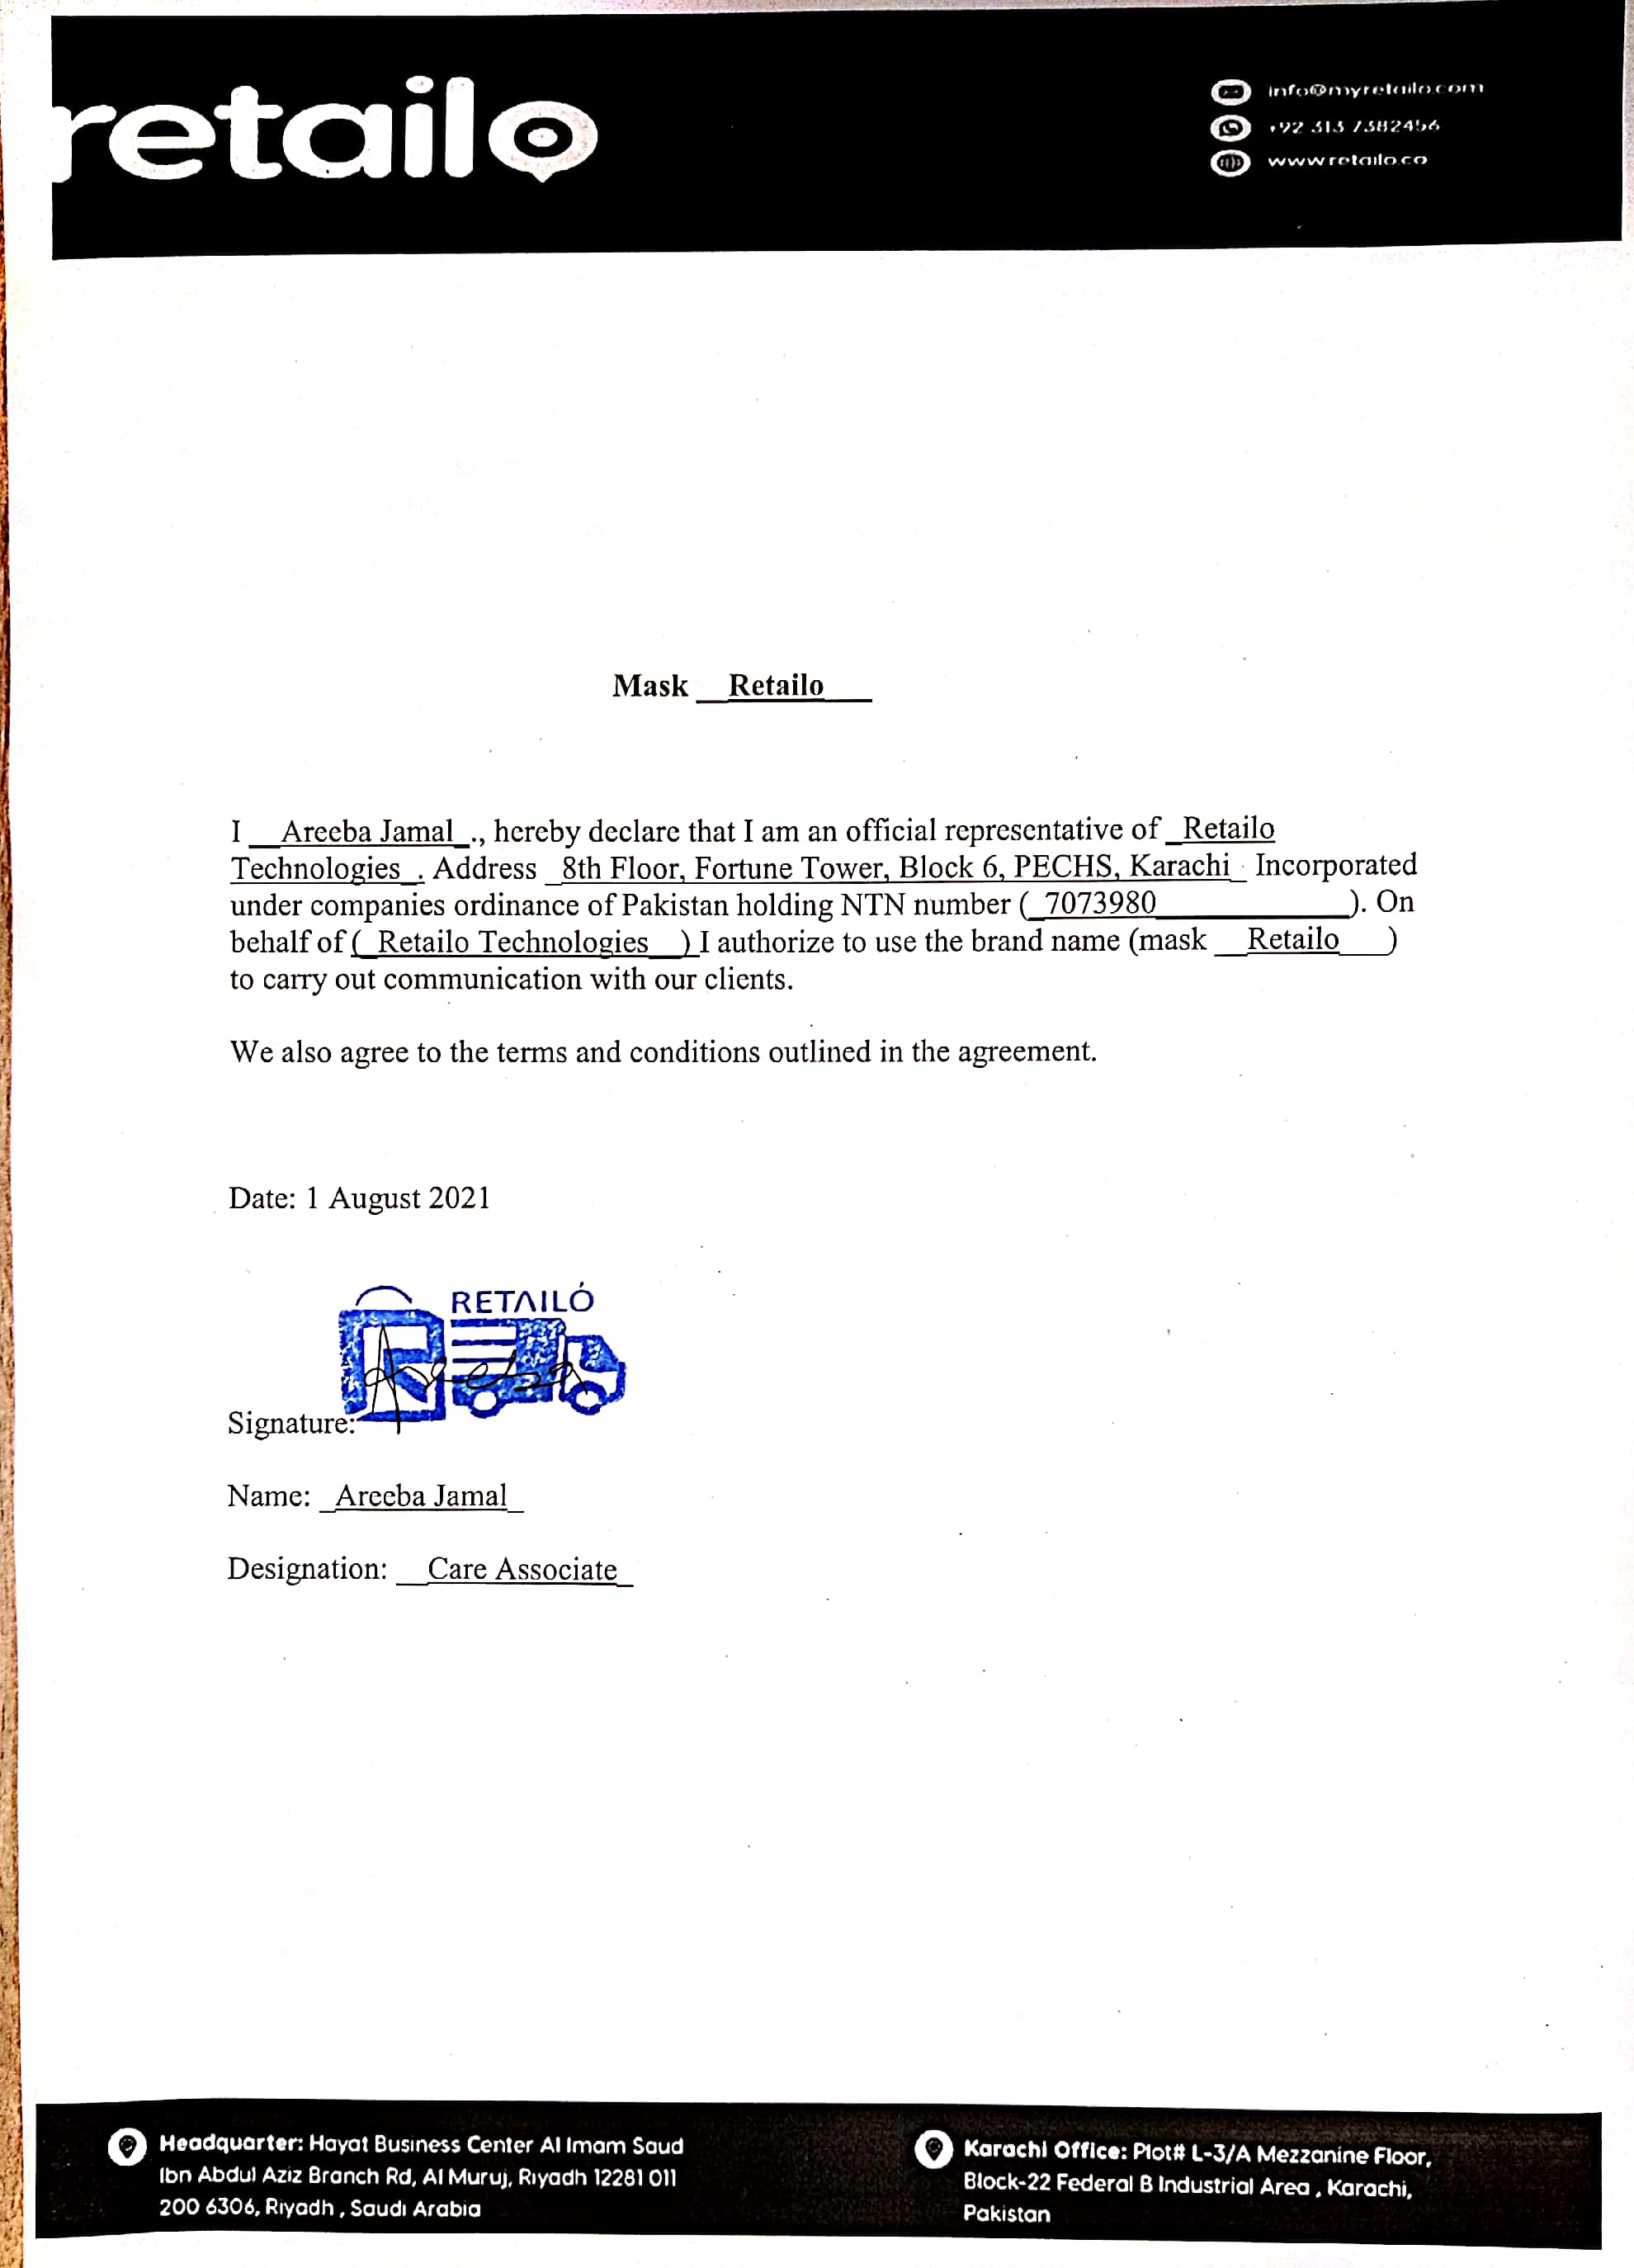 retailo
info@myretailo.com
+92 313 7382456
www.retailo.co
Mask __Retailo___
I __Areeba Jamal_., hereby declare that I am an official representative of _Retailo
Technologies_. Address _8th Floor, Fortune Tower, Block 6, PECHS, Karachi_ Incorporated
under companies ordinance of Pakistan holding NTN number (_7073980____________). On
behalf of (_Retailo Technologies__) I authorize to use the brand name (mask __Retailo___)
to carry out communication with our clients.
We also agree to the terms and conditions outlined in the agreement.
Date: 1 August 2021
RETAILO
Areeba
Signature:
Name: _Areeba Jamal_
Designation: __Care Associate_
Headquarter: Hayat Business Center Al Imam Saud
Ibn Abdul Aziz Branch Rd, Al Muruj, Riyadh 12281 011
200 6306, Riyadh , Saudi Arabia
Karachi Office: Plot# L-3/A Mezzanine Floor,
Block-22 Federal B Industrial Area , Karachi,
Pakistan